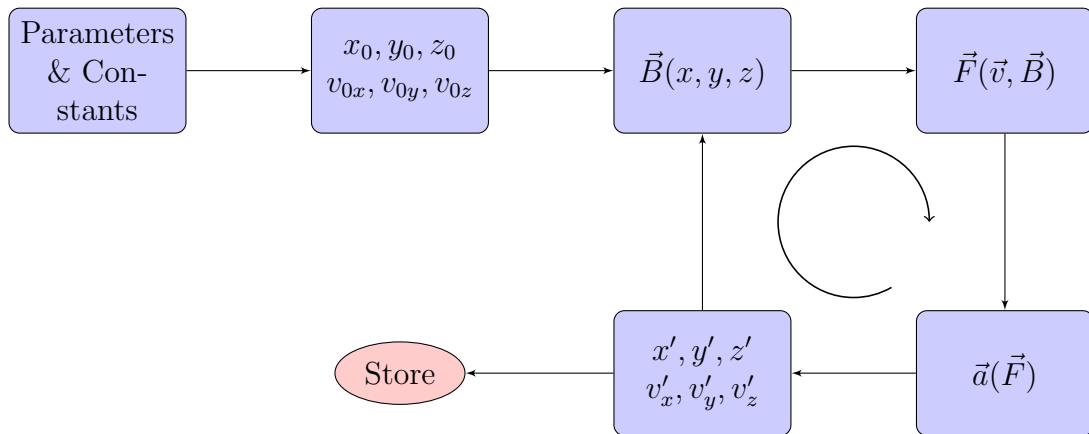 Parameters
& Con-
stants
$x_0, y_0, z_0$
$v_{0x}, v_{0y}, v_{0z}$
$\vec{B}(x, y, z)$
$\vec{F}(\vec{v}, \vec{B})$
Store
$x', y', z'$
$v'_x, v'_y, v'_z$
$\vec{a}(\vec{F})$